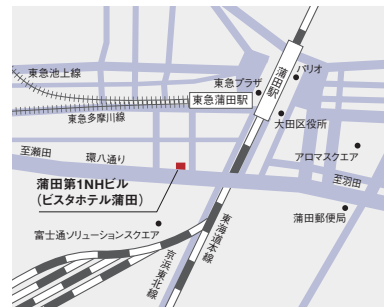 東急池上線
東急プラザ
パリオ
蒲田駅
東急蒲田駅
東急多摩川線
大田区役所
至瀬田
環八通り
アロマスクエア
蒲田第1NHビル
(ビスタホテル蒲田)
至羽田
蒲田郵便局
富士通ソリューションスクエア
東海道本線
京浜東北線